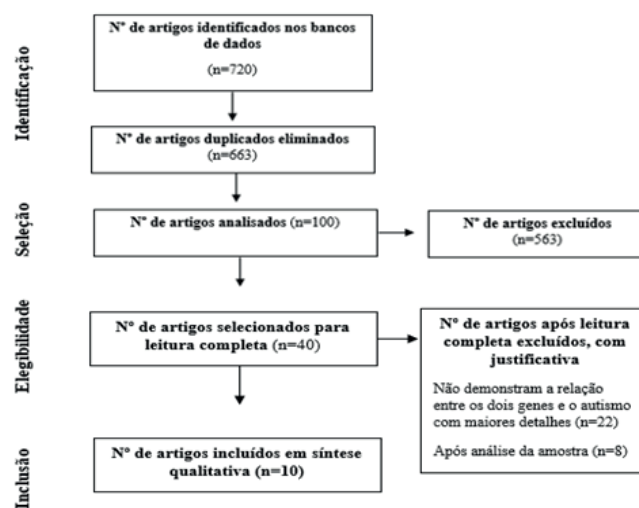 Identificação
Nº de artigos identificados nos bancos
de dados
(n=720)
Nº de artigos duplicados eliminados
(n=663)
Seleção
Nº de artigos analisados (n=100)
Nº de artigos excluídos
(n=563)
Elegibilidade
Nº de artigos selecionados para
leitura completa (n=40)
Nº de artigos após leitura
completa excluídos, com
justificativa
Não demonstram a relação
entre os dois genes e o autismo
com maiores detalhes (n=22)
Após análise da amostra (n=8)
Inclusão
Nº de artigos incluídos em síntese
qualitativa (n=10)